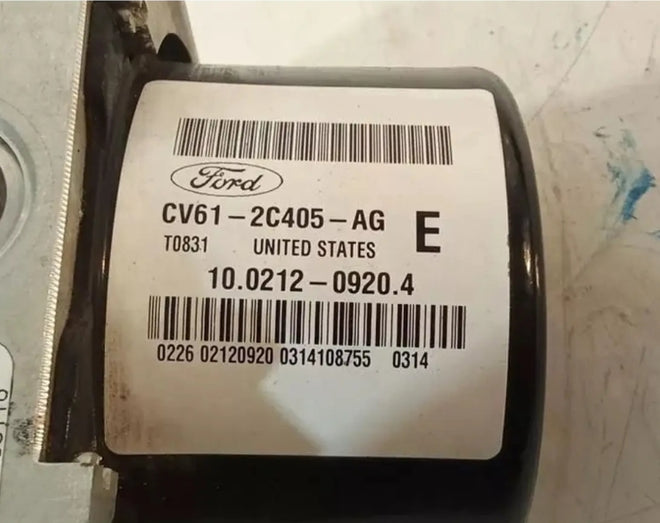 Ford
CV61-2C405-AG E
T0831 UNITED STATES
10.0212-0920.4
0226 02120920 0314108755 0314